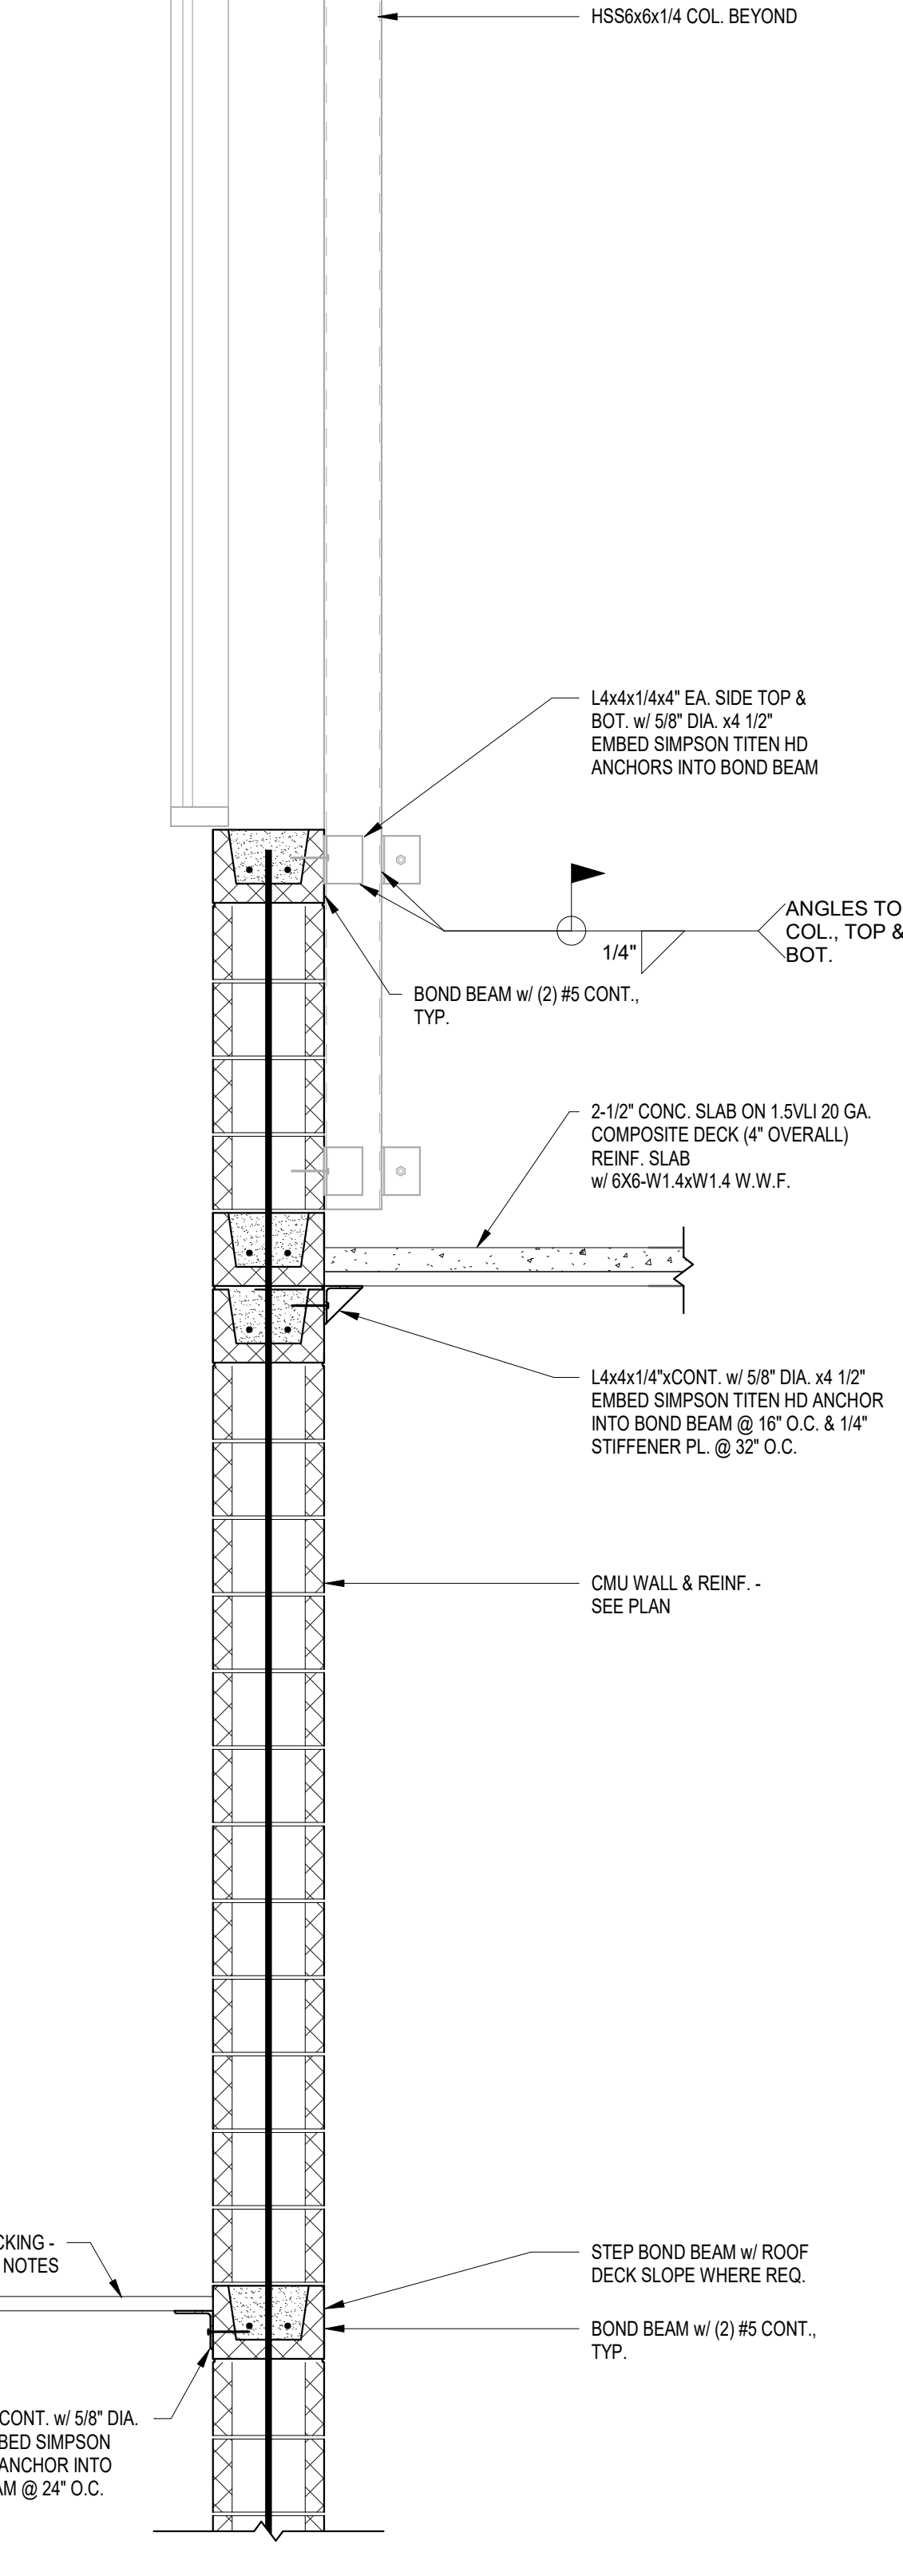 HSS6x6x1/4 COL. BEYOND
L4x4x1/4x4" EA. SIDE TOP &
BOT. w/ 5/8" DIA. x4 1/2"
EMBED SIMPSON TITEN HD
ANCHORS INTO BOND BEAM
ANGLES TO
COL., TOP &
BOT.
1/4"
BOND BEAM w/ (2) #5 CONT.,
TYP.
2-1/2" CONC. SLAB ON 1.5VLI 20 GA.
COMPOSITE DECK (4" OVERALL)
REINF. SLAB
w/ 6X6-W1.4xW1.4 W.W.F.
L4x4x1/4"xCONT. w/ 5/8" DIA. x4 1/2"
EMBED SIMPSON TITEN HD ANCHOR
INTO BOND BEAM @ 16" O.C. & 1/4"
STIFFENER PL. @ 32" O.C.
CMU WALL & REINF. -
SEE PLAN
CKING -
NOTES
STEP BOND BEAM w/ ROOF
DECK SLOPE WHERE REQ.
BOND BEAM w/ (2) #5 CONT.,
TYP.
CONT. w/ 5/8" DIA.
BED SIMPSON
ANCHOR INTO
AM @ 24" O.C.